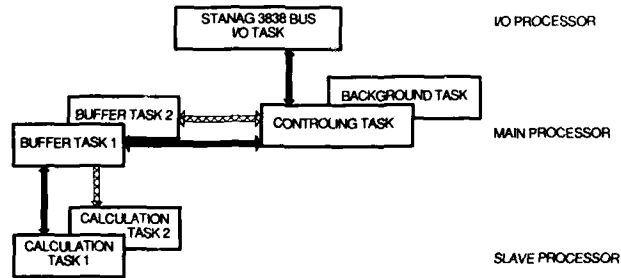 STANAG 3838 BUS
I/O TASK
I/O PROCESSOR
BACKGROUND TASK
BUFFER TASK 2
CONTROLING TASK
MAIN PROCESSOR
BUFFER TASK 1
CALCULATION
TASK 2
CALCULATION
TASK 1
SLAVE PROCESSOR